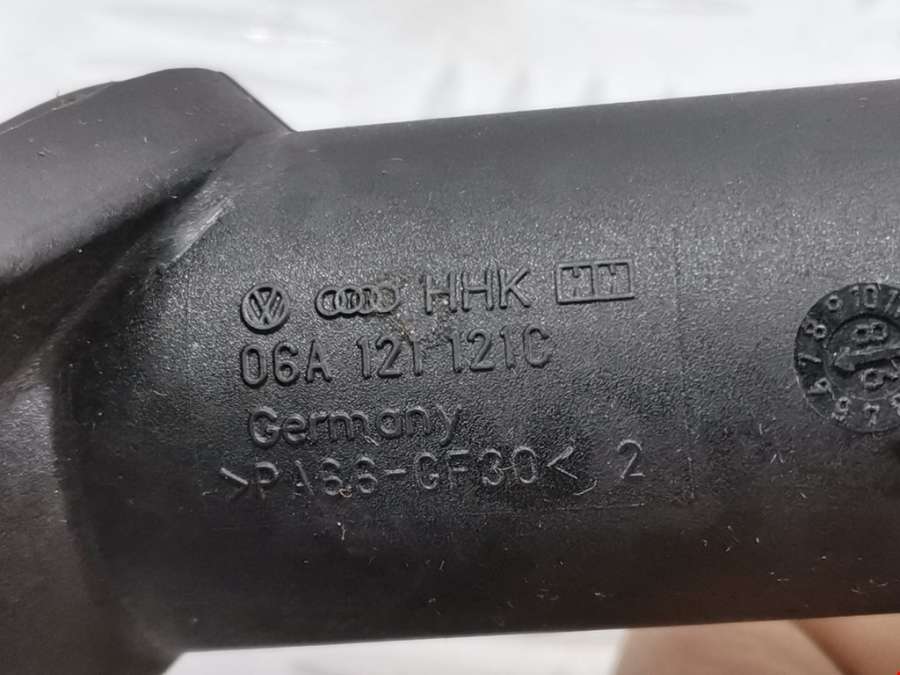 HHK
06A 121 121C
Germany
>PA66-GF30< 2